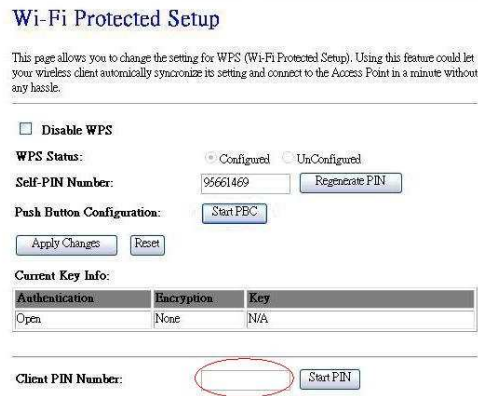 Wi-Fi Protected Setup
This page allows you to change the setting for WPS (Wi-Fi Protected Setup). Using this feature could let
your wireless client automically syncronize its setting and connect to the Access Point in a minute without
any hassle.
Disable WPS
WPS Status: Configured UnConfigured
Self-PIN Number: 95661469 Regenerate PIN
Push Button Configuration: Start PBC
Apply Changes Reset
Current Key Info:
Authentication Encryption Key
Open None N/A
Client PIN Number: Start PIN